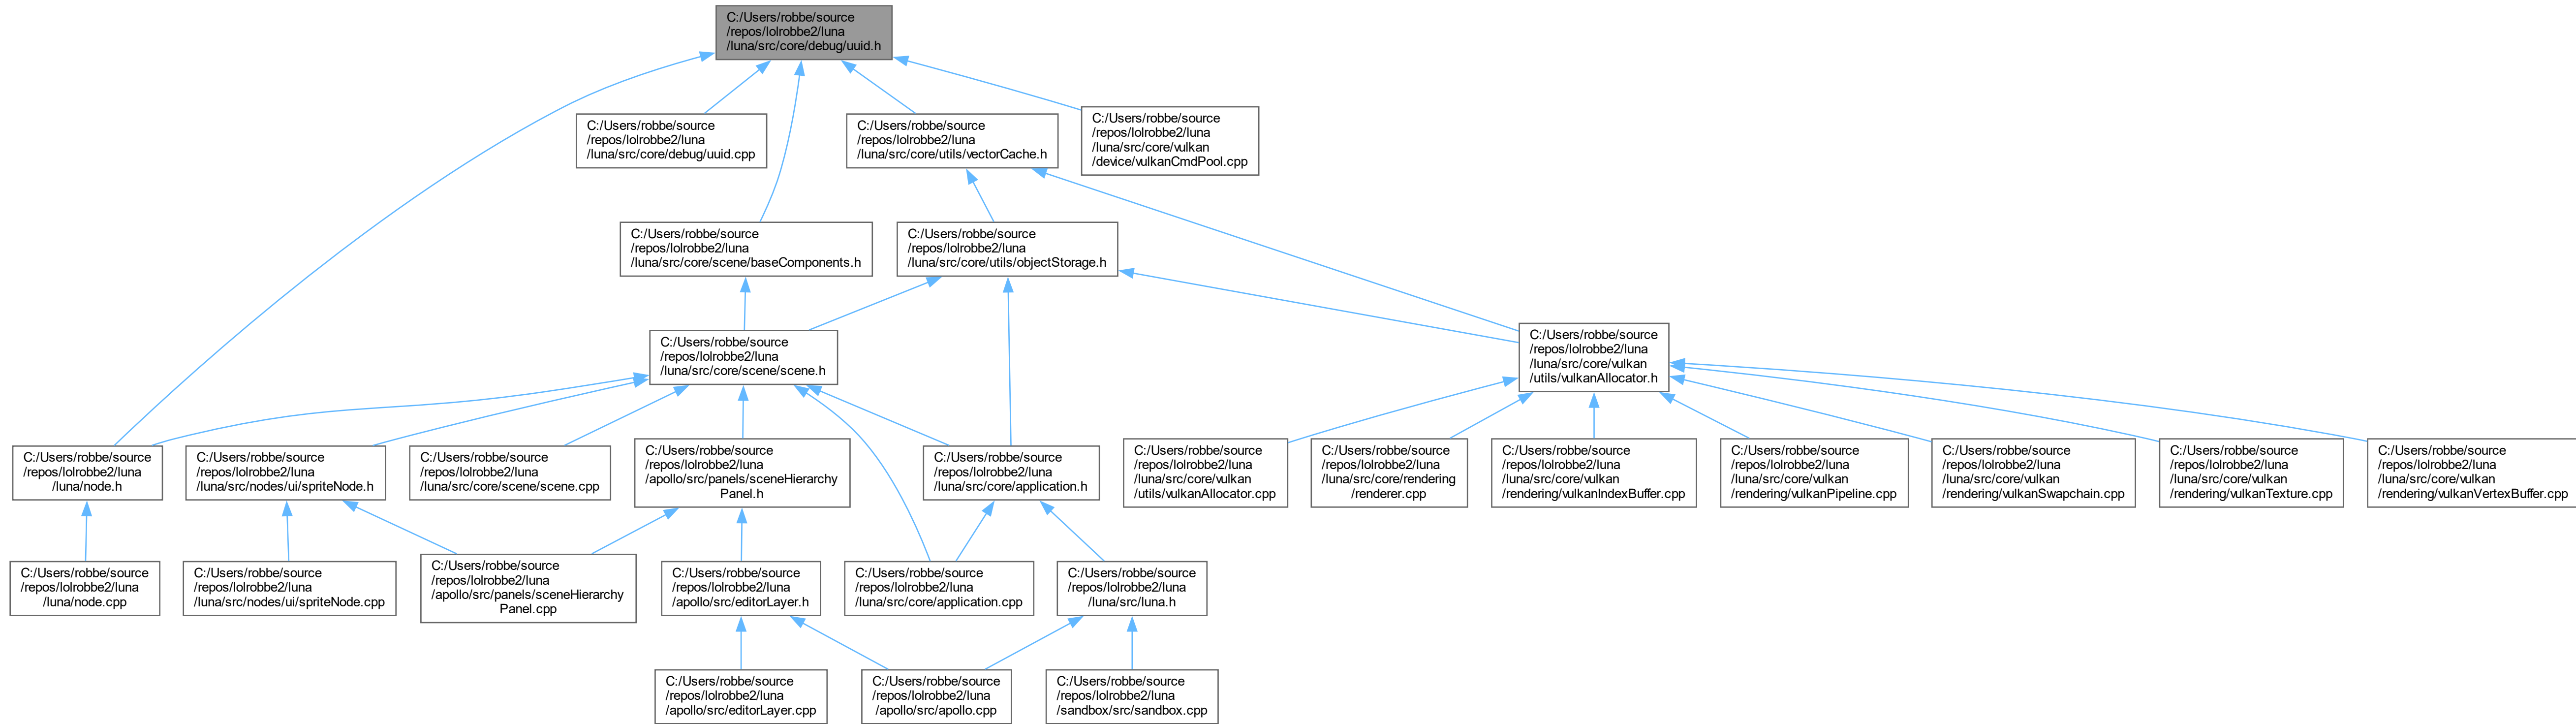 C:/Users/robbe/source
/repos/lolrobbe2/luna
/luna/src/core/debug/uuid.h
C:/Users/robbe/source
/repos/lolrobbe2/luna
/luna/src/core/debug/uuid.cpp
C:/Users/robbe/source
/repos/lolrobbe2/luna
/luna/src/core/utils/vectorCache.h
C:/Users/robbe/source
/repos/lolrobbe2/luna
/luna/src/core/vulkan
/device/vulkanCmdPool.cpp
C:/Users/robbe/source
/repos/lolrobbe2/luna
/luna/src/core/scene/baseComponents.h
C:/Users/robbe/source
/repos/lolrobbe2/luna
/luna/src/core/utils/objectStorage.h
C:/Users/robbe/source
/repos/lolrobbe2/luna
/luna/src/core/scene/scene.h
C:/Users/robbe/source
/repos/lolrobbe2/luna
/luna/src/core/vulkan
/utils/vulkanAllocator.h
C:/Users/robbe/source
/repos/lolrobbe2/luna
/luna/node.h
C:/Users/robbe/source
/repos/lolrobbe2/luna
/luna/src/nodes/ui/spriteNode.h
C:/Users/robbe/source
/repos/lolrobbe2/luna
/luna/src/core/scene/scene.cpp
C:/Users/robbe/source
/repos/lolrobbe2/luna
/apollo/src/panels/sceneHierarchy
Panel.h
C:/Users/robbe/source
/repos/lolrobbe2/luna
/luna/src/core/application.h
C:/Users/robbe/source
/repos/lolrobbe2/luna
/luna/src/core/vulkan
/utils/vulkanAllocator.cpp
C:/Users/robbe/source
/repos/lolrobbe2/luna
/luna/src/core/rendering
/renderer.cpp
C:/Users/robbe/source
/repos/lolrobbe2/luna
/luna/src/core/vulkan
/rendering/vulkanIndexBuffer.cpp
C:/Users/robbe/source
/repos/lolrobbe2/luna
/luna/src/core/vulkan
/rendering/vulkanPipeline.cpp
C:/Users/robbe/source
/repos/lolrobbe2/luna
/luna/src/core/vulkan
/rendering/vulkanSwapchain.cpp
C:/Users/robbe/source
/repos/lolrobbe2/luna
/luna/src/core/vulkan
/rendering/vulkanTexture.cpp
C:/Users/robbe/source
/repos/lolrobbe2/luna
/luna/src/core/vulkan
/rendering/vulkanVertexBuffer.cpp
C:/Users/robbe/source
/repos/lolrobbe2/luna
/luna/node.cpp
C:/Users/robbe/source
/repos/lolrobbe2/luna
/luna/src/nodes/ui/spriteNode.cpp
C:/Users/robbe/source
/repos/lolrobbe2/luna
/apollo/src/panels/sceneHierarchy
Panel.cpp
C:/Users/robbe/source
/repos/lolrobbe2/luna
/apollo/src/editorLayer.h
C:/Users/robbe/source
/repos/lolrobbe2/luna
/luna/src/core/application.cpp
C:/Users/robbe/source
/repos/lolrobbe2/luna
/luna/src/luna.h
C:/Users/robbe/source
/repos/lolrobbe2/luna
/apollo/src/editorLayer.cpp
C:/Users/robbe/source
/repos/lolrobbe2/luna
/apollo/src/apollo.cpp
C:/Users/robbe/source
/repos/lolrobbe2/luna
/sandbox/src/sandbox.cpp